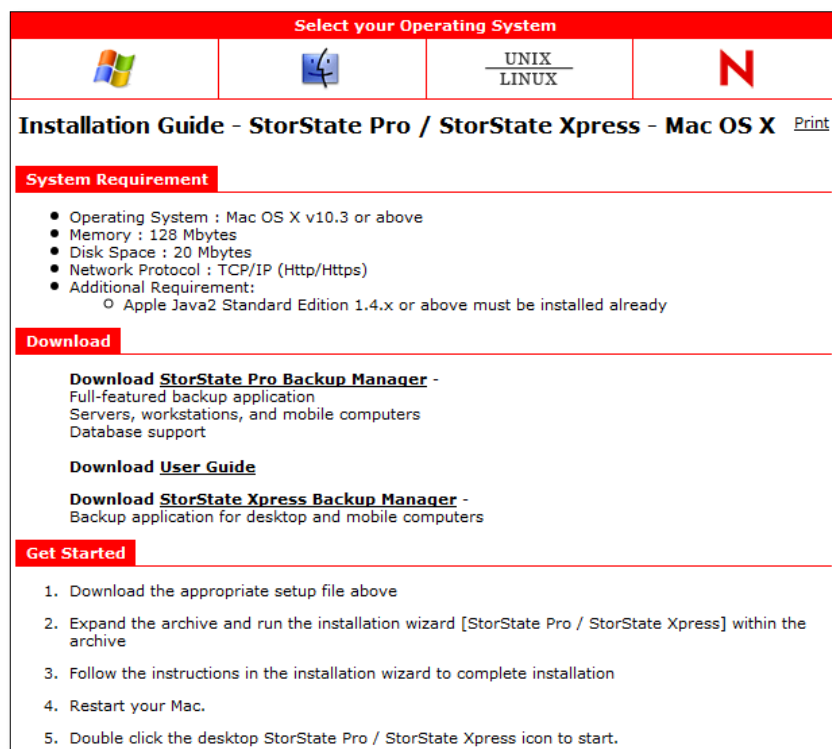 Select your Operating System
UNIX
LINUX
N
Installation Guide - StorState Pro / StorState Xpress - Mac OS X Print
System Requirement
Operating System : Mac OS X v10.3 or above
Memory : 128 Mbytes
Disk Space : 20 Mbytes
Network Protocol : TCP/IP (Http/Https)
Additional Requirement:
Apple Java2 Standard Edition 1.4.x or above must be installed already
Download
Download StorState Pro Backup Manager -
Full-featured backup application
Servers, workstations, and mobile computers
Database support
Download User Guide
Download StorState Xpress Backup Manager -
Backup application for desktop and mobile computers
Get Started
1. Download the appropriate setup file above
2. Expand the archive and run the installation wizard [StorState Pro / StorState Xpress] within the
archive
3. Follow the instructions in the installation wizard to complete installation
4. Restart your Mac.
5. Double click the desktop StorState Pro / StorState Xpress icon to start.